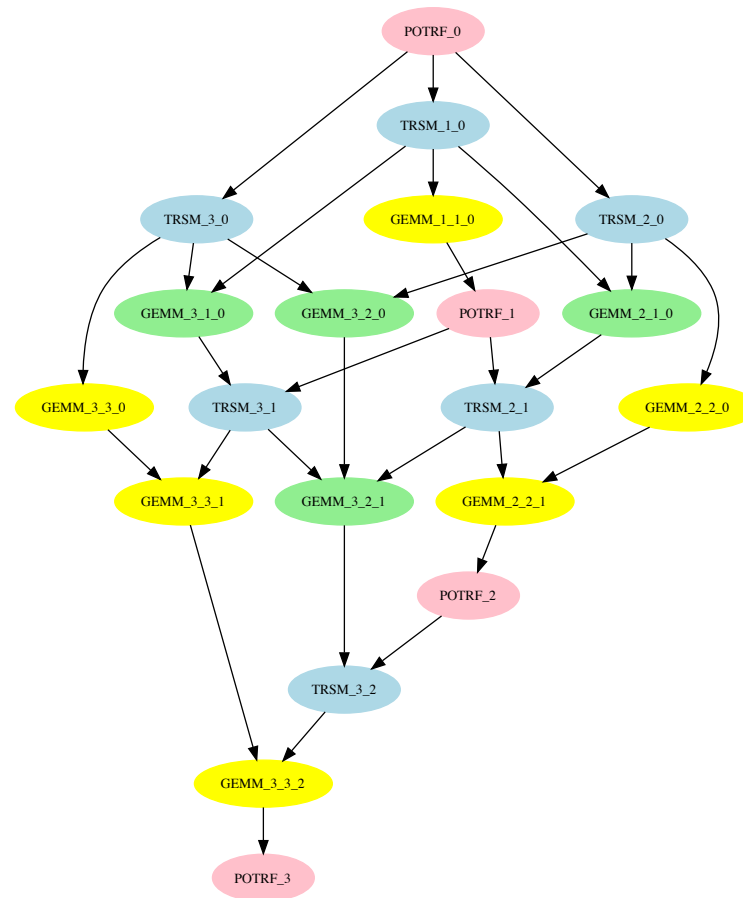 POTRF_0
TRSM_1_0
TRSM_3_0
GEMM_1_1_0
TRSM_2_0
GEMM_3_1_0
GEMM_3_2_0
POTRF_1
GEMM_2_1_0
GEMM_3_3_0
TRSM_3_1
TRSM_2_1
GEMM_2_2_0
GEMM_3_3_1
GEMM_3_2_1
GEMM_2_2_1
POTRF_2
TRSM_3_2
GEMM_3_3_2
POTRF_3